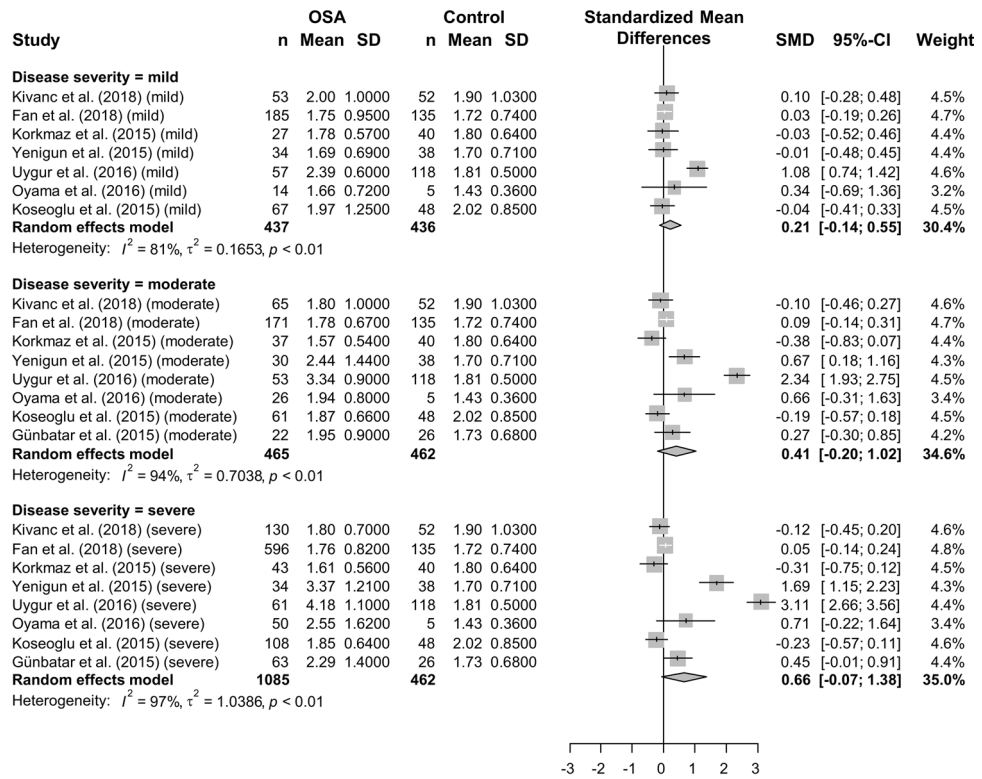 OSA Control Standardized Mean
Study n Mean SD n Mean SD Differences SMD 95%-CI Weight
Disease severity = mild
Kivanc et al. (2018) (mild) 53 2.00 1.0000 52 1.90 1.0300 0.10 [-0.28; 0.48] 4.5%
Fan et al. (2018) (mild) 185 1.75 0.9500 135 1.72 0.7400 0.03 [-0.19; 0.26] 4.7%
Korkmaz et al. (2015) (mild) 27 1.78 0.5700 40 1.80 0.6400 -0.03 [-0.52; 0.46] 4.4%
Yenigun et al. (2015) (mild) 34 1.69 0.6900 38 1.70 0.7100 -0.01 [-0.48; 0.45] 4.4%
Uygur et al. (2016) (mild) 57 2.39 0.6000 118 1.81 0.5000 1.08 [0.74; 1.42] 4.6%
Oyama et al. (2016) (mild) 14 1.66 0.7200 5 1.43 0.3600 0.34 [-0.69; 1.36] 3.2%
Koseoglu et al. (2015) (mild) 67 1.97 1.2500 48 2.02 0.8500 -0.04 [-0.41; 0.33] 4.5%
Random effects model 437 436 0.21 [-0.14; 0.55] 30.4%
Heterogeneity: I² = 81%, τ² = 0.1653, p < 0.01
Disease severity = moderate
Kivanc et al. (2018) (moderate) 65 1.80 1.0000 52 1.90 1.0300 -0.10 [-0.46; 0.27] 4.6%
Fan et al. (2018) (moderate) 171 1.78 0.6700 135 1.72 0.7400 0.09 [-0.14; 0.31] 4.7%
Korkmaz et al. (2015) (moderate) 37 1.57 0.5400 40 1.80 0.6400 -0.38 [-0.83; 0.07] 4.4%
Yenigun et al. (2015) (moderate) 30 2.44 1.4400 38 1.70 0.7100 0.67 [0.18; 1.16] 4.3%
Uygur et al. (2016) (moderate) 53 3.34 0.9000 118 1.81 0.5000 2.34 [1.93; 2.75] 4.5%
Oyama et al. (2016) (moderate) 26 1.94 0.8000 5 1.43 0.3600 0.66 [-0.31; 1.63] 3.4%
Koseoglu et al. (2015) (moderate) 61 1.87 0.6600 48 2.02 0.8500 -0.19 [-0.57; 0.18] 4.5%
Günbatar et al. (2015) (moderate) 22 1.95 0.9000 26 1.73 0.6800 0.27 [-0.30; 0.85] 4.2%
Random effects model 465 462 0.41 [-0.20; 1.02] 34.6%
Heterogeneity: I² = 94%, τ² = 0.7038, p < 0.01
Disease severity = severe
Kivanc et al. (2018) (severe) 130 1.80 0.7000 52 1.90 1.0300 -0.12 [-0.45; 0.20] 4.6%
Fan et al. (2018) (severe) 596 1.76 0.8200 135 1.72 0.7400 0.05 [-0.14; 0.24] 4.8%
Korkmaz et al. (2015) (severe) 43 1.61 0.5600 40 1.80 0.6400 -0.31 [-0.75; 0.12] 4.4%
Yenigun et al. (2015) (severe) 34 3.37 1.2100 38 1.70 0.7100 1.69 [1.15; 2.23] 4.3%
Uygur et al. (2016) (severe) 61 4.18 1.1000 118 1.81 0.5000 3.11 [2.66; 3.56] 4.4%
Oyama et al. (2016) (severe) 50 2.55 1.6200 5 1.43 0.3600 0.71 [-0.22; 1.64] 3.4%
Koseoglu et al. (2015) (severe) 108 1.85 0.6400 48 2.02 0.8500 -0.23 [-0.57; 0.11] 4.6%
Günbatar et al. (2015) (severe) 63 2.29 1.4000 26 1.73 0.6800 0.45 [-0.01; 0.91] 4.4%
Random effects model 1085 462 0.66 [-0.07; 1.38] 35.0%
Heterogeneity: I² = 97%, τ² = 1.0386, p < 0.01
-3 -2 -1 0 1 2 3